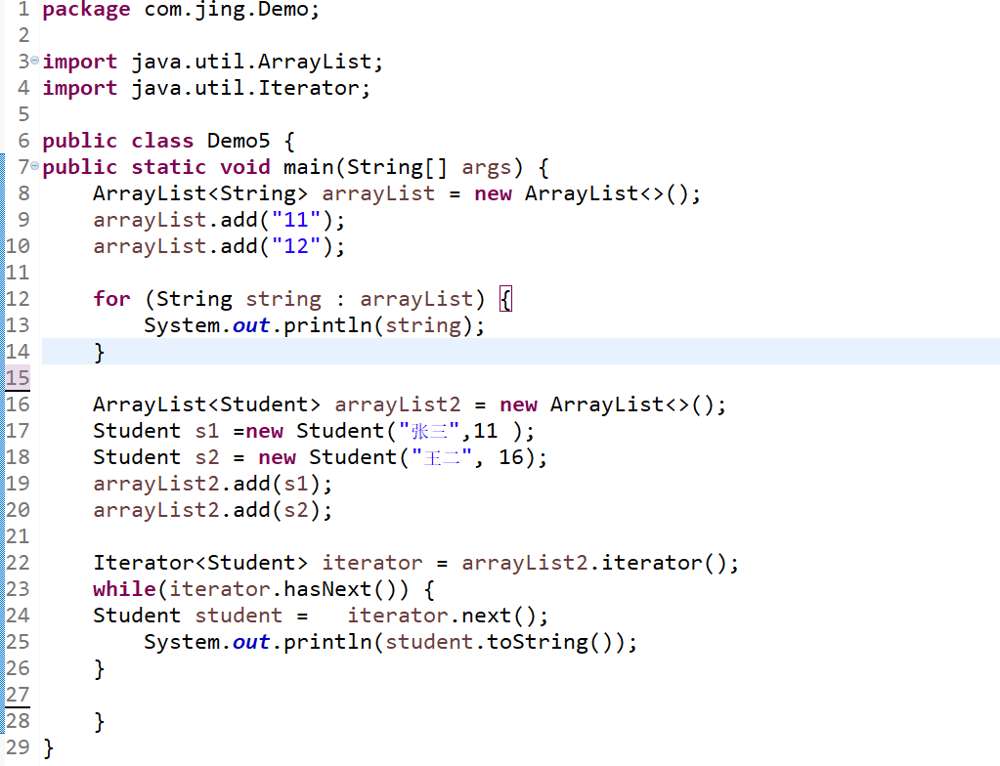 1 package com.jing.Demo;
2
3 import java.util.ArrayList;
4 import java.util.Iterator;
5
6 public class Demo5 {
7 public static void main(String[] args) {
8     ArrayList<String> arrayList = new ArrayList<>();
9     arrayList.add("11");
10     arrayList.add("12");
11
12     for (String string : arrayList) {
13         System.out.println(string);
14     }
15
16     ArrayList<Student> arrayList2 = new ArrayList<>();
17     Student s1 =new Student("张三",11 );
18     Student s2 = new Student("王二", 16);
19     arrayList2.add(s1);
20     arrayList2.add(s2);
21
22     Iterator<Student> iterator = arrayList2.iterator();
23     while(iterator.hasNext()) {
24     Student student =   iterator.next();
25         System.out.println(student.toString());
26     }
27
28     }
29 }